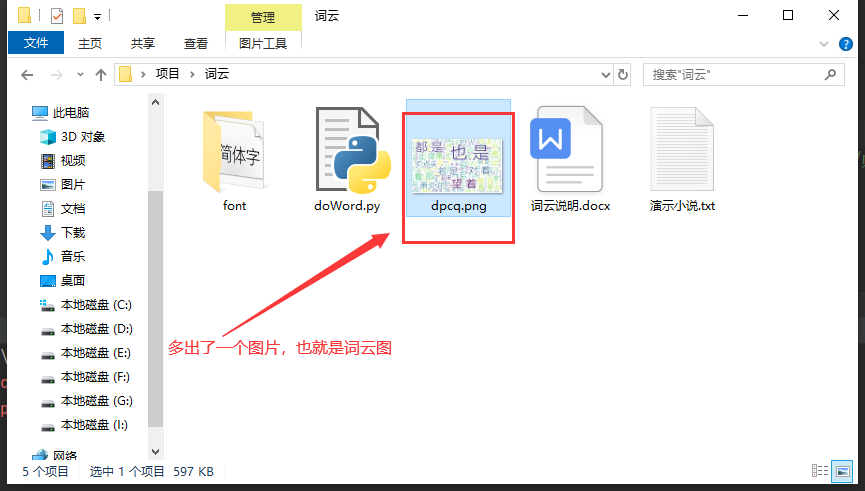 管理
词云
文件
主页
共享
查看
图片工具
项目
词云
搜索"词云"
此电脑
3D 对象
视频
图片
文档
下载
音乐
桌面
本地磁盘 (C:)
本地磁盘 (D:)
本地磁盘 (E:)
本地磁盘 (F:)
本地磁盘 (G:)
本地磁盘 (I:)
网络
简体字
都是
也是
望着
font
doWord.py
dpcq.png
词云说明.docx
演示小说.txt
多出了一个图片，也就是词云图
5 个项目
选中 1 个项目 597 KB